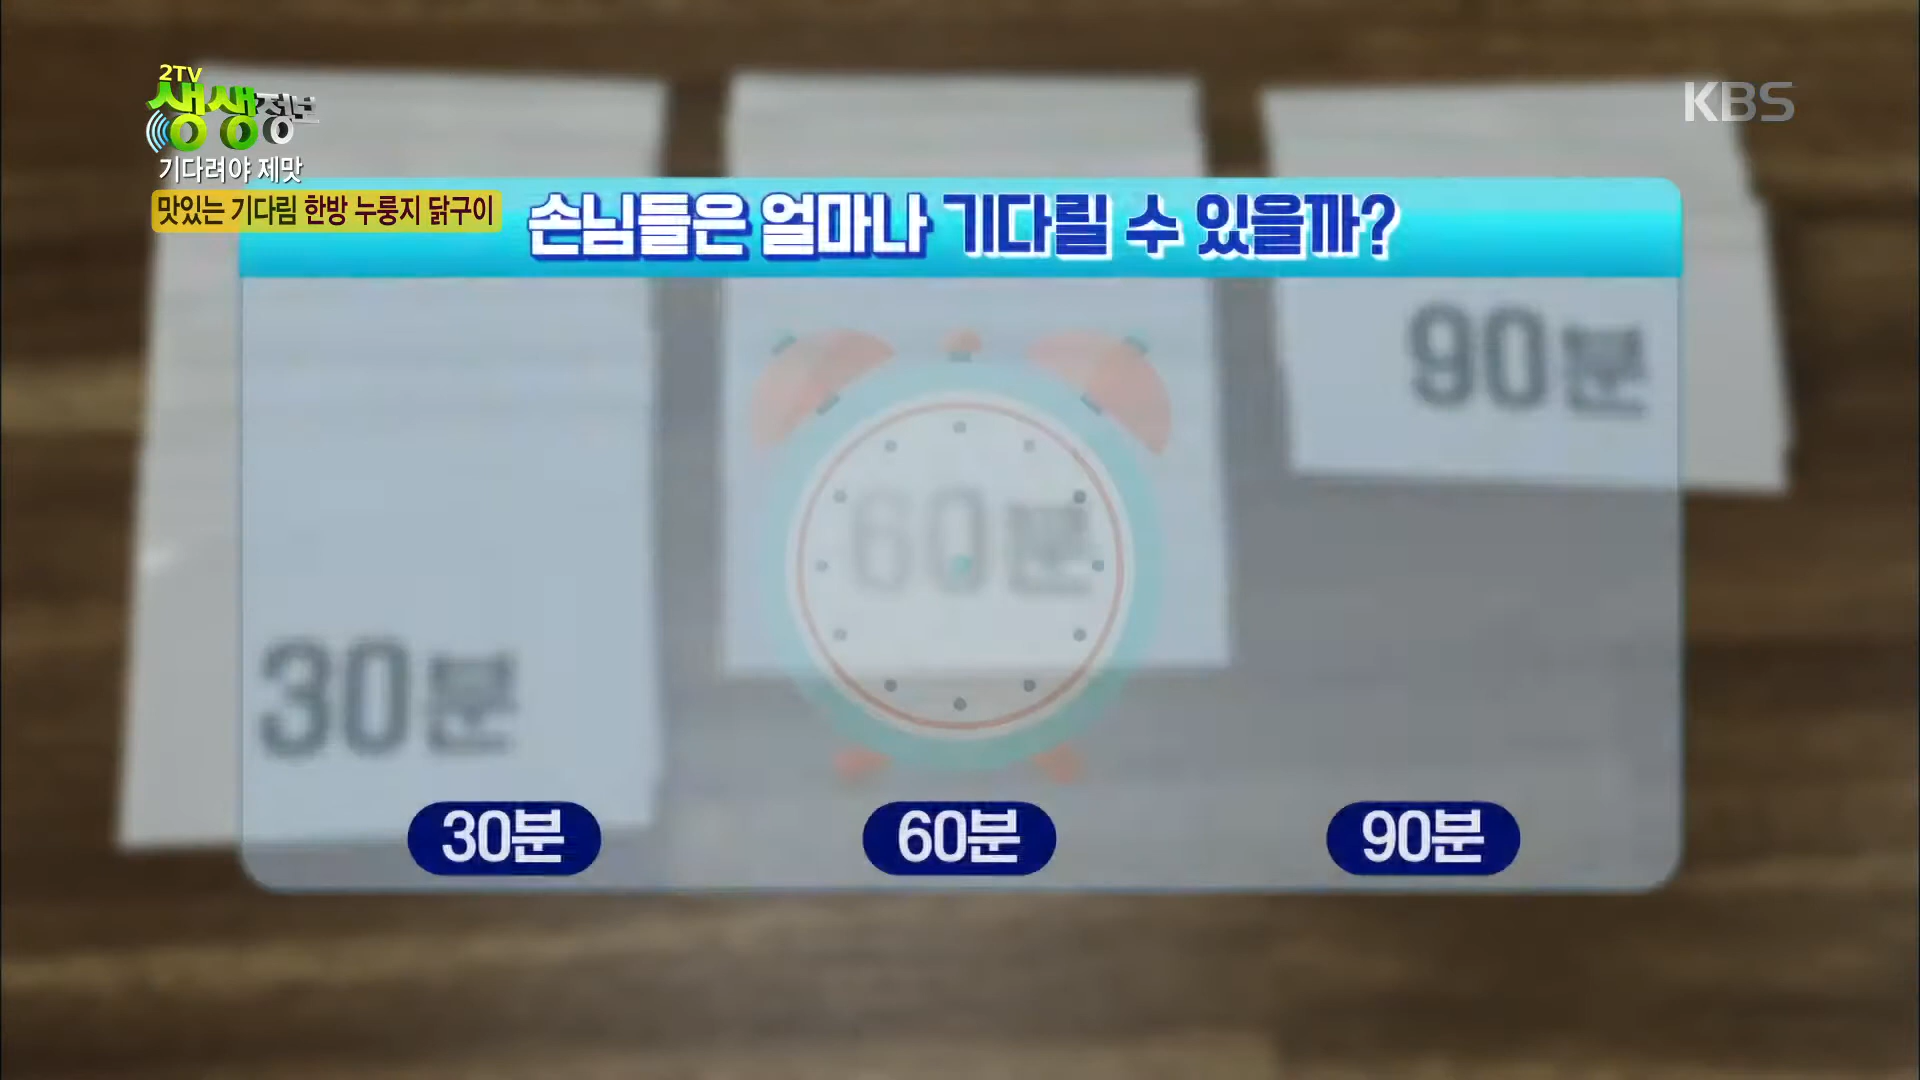 2TV
생생정보
KBS
기다려야 제맛
맛있는 기다림 한방 누룽지 닭구이
손님들은 얼마나 기다릴 수 있을까?
90분
60분
30분
30분
60분
90분